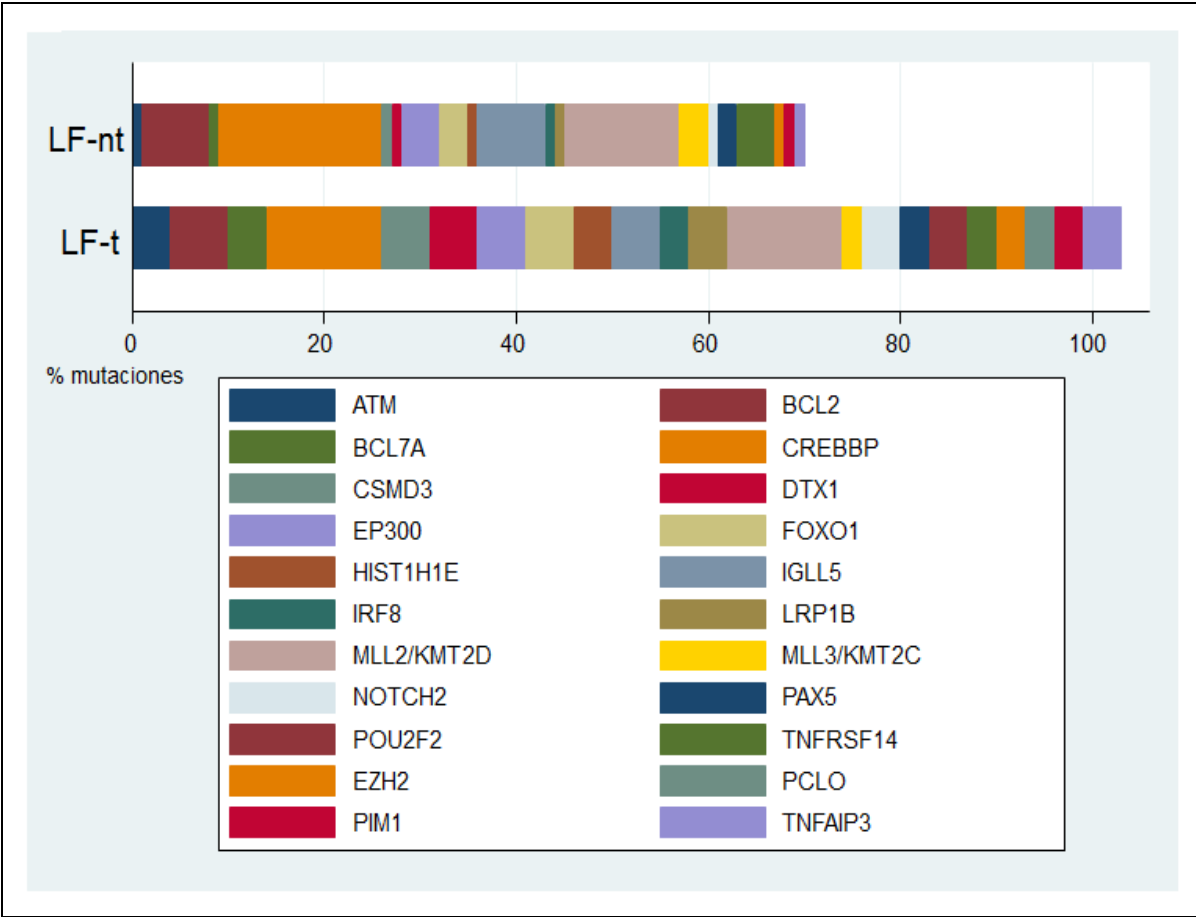 LF-nt
LF-t
0 20 40 60 80 100
% mutaciones
ATM BCL2
BCL7A CREBBP
CSMD3 DTX1
EP300 FOXO1
HIST1H1E IGLL5
IRF8 LRP1B
MLL2/KMT2D MLL3/KMT2C
NOTCH2 PAX5
POU2F2 TNFRSF14
EZH2 PCLO
PIM1 TNFAIP3